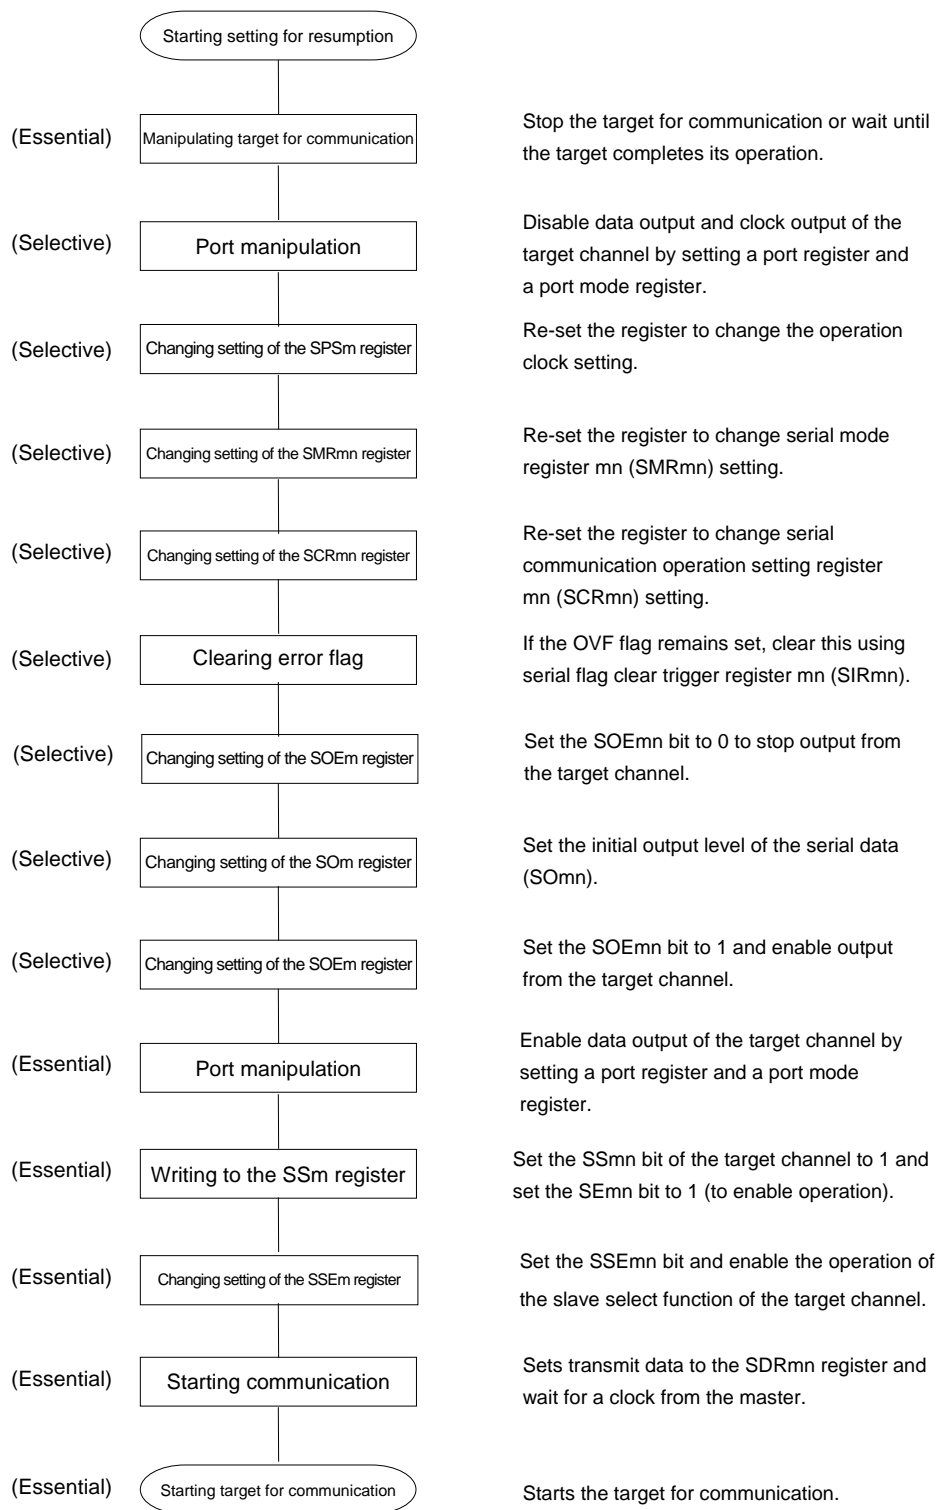 Starting setting for resumption
(Essential) Manipulating target for communication Stop the target for communication or wait until
the target completes its operation.
(Selective) Port manipulation Disable data output and clock output of the
target channel by setting a port register and
a port mode register.
(Selective) Changing setting of the SPSm register Re-set the register to change the operation
clock setting.
(Selective) Changing setting of the SMRmn register Re-set the register to change serial mode
register mn (SMRmn) setting.
(Selective) Changing setting of the SCRmn register Re-set the register to change serial
communication operation setting register
mn (SCRmn) setting.
(Selective) Clearing error flag If the OVF flag remains set, clear this using
serial flag clear trigger register mn (SIRmn).
(Selective) Changing setting of the SOEm register Set the SOEmn bit to 0 to stop output from
the target channel.
(Selective) Changing setting of the SOm register Set the initial output level of the serial data
(SOmn).
(Selective) Changing setting of the SOEm register Set the SOEmn bit to 1 and enable output
from the target channel.
(Essential) Port manipulation Enable data output of the target channel by
setting a port register and a port mode
register.
(Essential) Writing to the SSm register Set the SSmn bit of the target channel to 1 and
set the SEmn bit to 1 (to enable operation).
(Essential) Changing setting of the SSEm register Set the SSEmn bit and enable the operation of
the slave select function of the target channel.
(Essential) Starting communication Sets transmit data to the SDRmn register and
wait for a clock from the master.
(Essential) Starting target for communication Starts the target for communication.